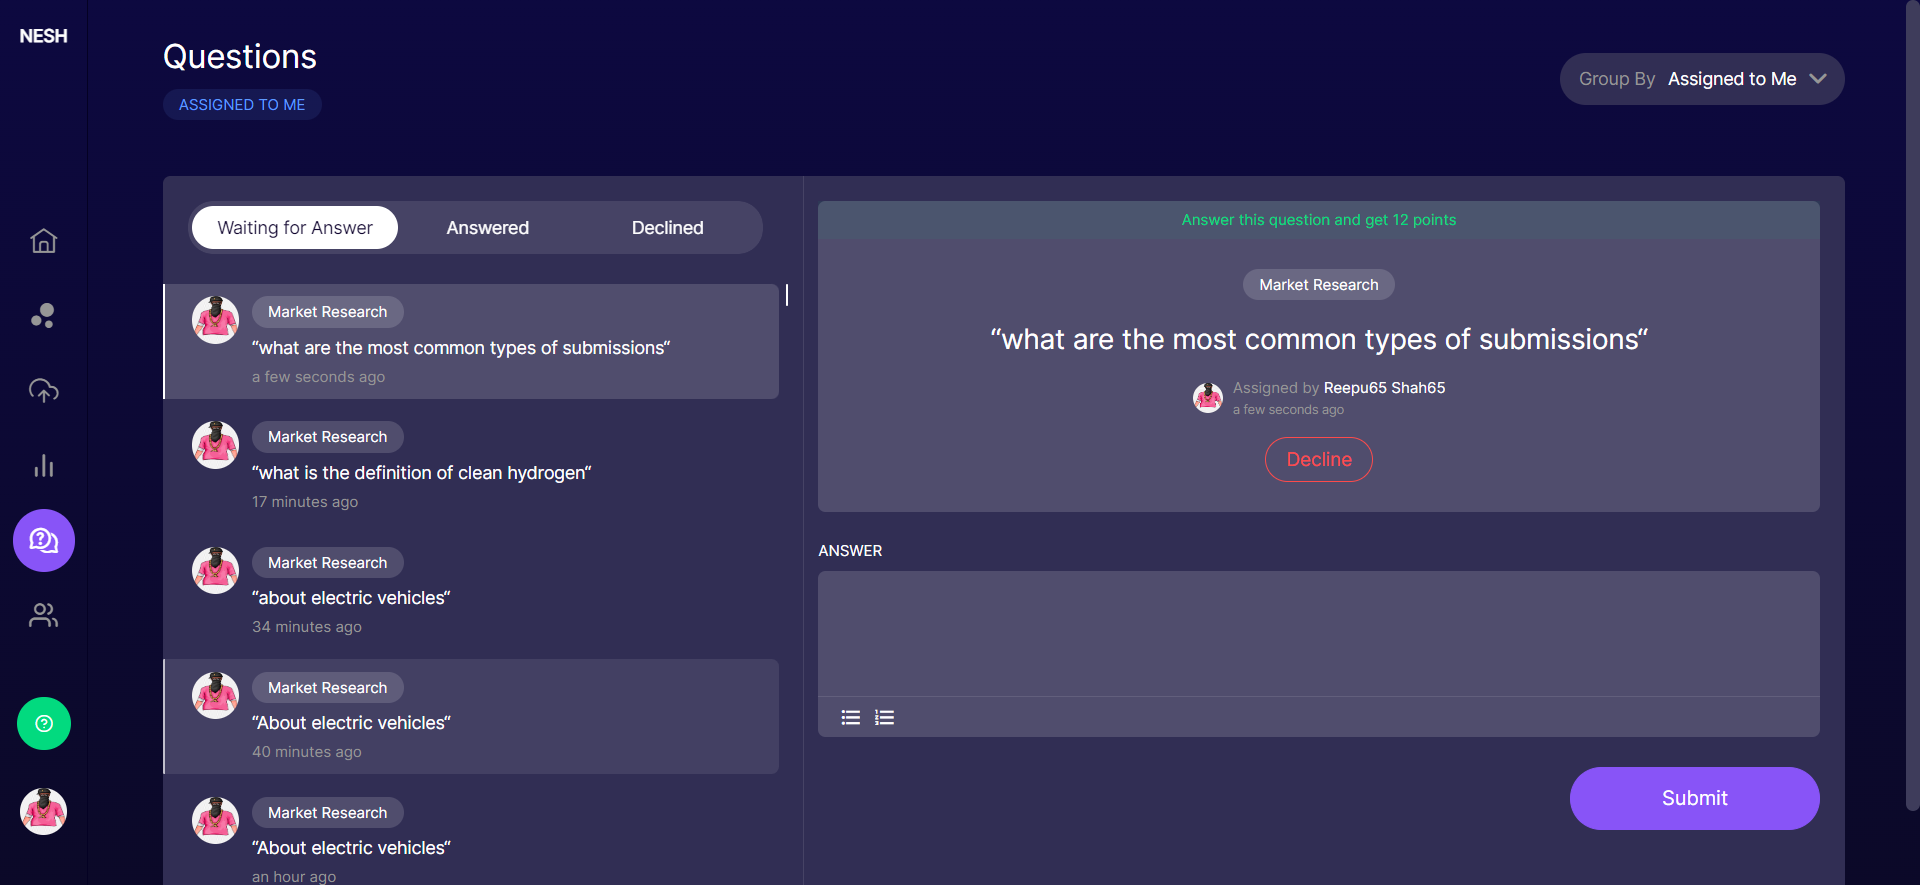 NESH
Questions
ASSIGNED TO ME
Group By Assigned to Me
Waiting for Answer
Answered
Declined
Market Research
“what are the most common types of submissions“
a few seconds ago
Market Research
“what is the definition of clean hydrogen“
17 minutes ago
Market Research
“about electric vehicles“
34 minutes ago
Market Research
“About electric vehicles“
40 minutes ago
Market Research
“About electric vehicles“
an hour ago
Answer this question and get 12 points
Market Research
“what are the most common types of submissions“
Assigned by Reepu65 Shah65
a few seconds ago
Decline
ANSWER
Submit